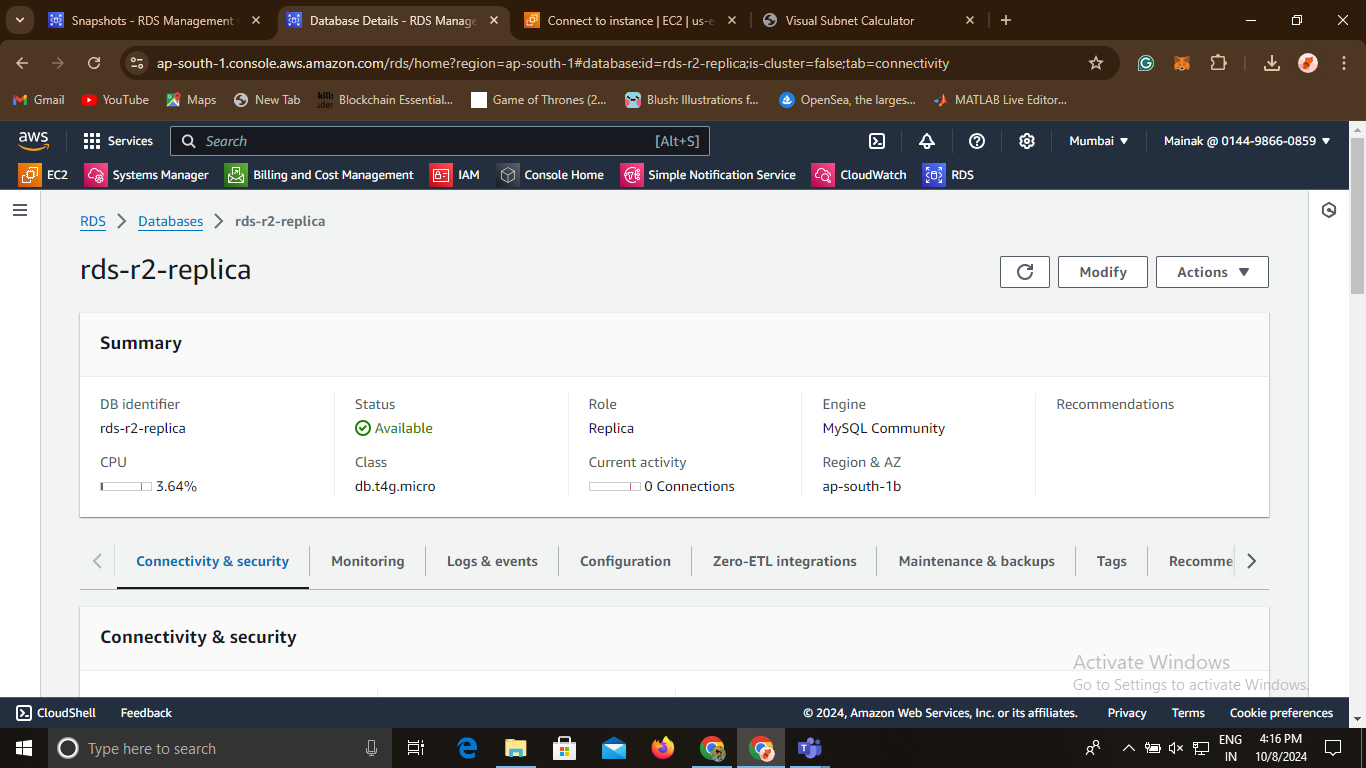 Snapshots - RDS Management
Database Details - RDS Manage
Connect to instance | EC2 | us-e
Visual Subnet Calculator
ap-south-1.console.aws.amazon.com/rds/home?region=ap-south-1#database:id=rds-r2-replica;is-cluster=false;tab=connectivity
Gmail
YouTube
Maps
New Tab
Blockchain Essential...
Game of Thrones (2...
Blush: Illustrations f...
OpenSea, the larges...
MATLAB Live Editor...
aws
Services
Search
[Alt+S]
Mumbai
Mainak @ 0144-9866-0859
EC2
Systems Manager
Billing and Cost Management
IAM
Console Home
Simple Notification Service
CloudWatch
RDS
RDS
Databases
rds-r2-replica
rds-r2-replica
Modify
Actions
Summary
DB identifier
rds-r2-replica
Status
Available
Role
Replica
Engine
MySQL Community
Recommendations
CPU
3.64%
Class
db.t4g.micro
Current activity
0 Connections
Region & AZ
ap-south-1b
Connectivity & security
Monitoring
Logs & events
Configuration
Zero-ETL integrations
Maintenance & backups
Tags
Recomme
Connectivity & security
Activate Windows
Go to Settings to activate Windows.
CloudShell
Feedback
© 2024, Amazon Web Services, Inc. or its affiliates.
Privacy
Terms
Cookie preferences
Type here to search
ENG
IN
4:16 PM
10/8/2024